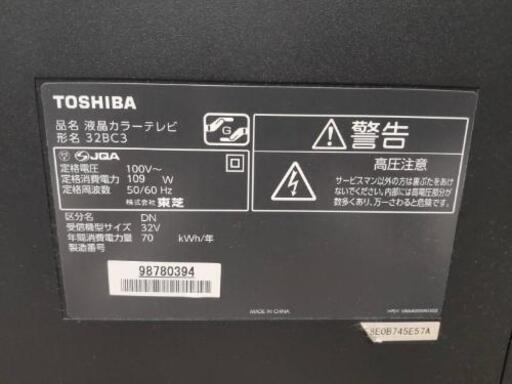 TOSHIBA
品名 液晶カラーテレビ
形名 32BC3
G
JQA
定格電圧 100V～
定格消費電力 109 W
定格周波数 50/60 Hz
株式会社 東芝
区分名 DN
受信機型サイズ 32V
年間消費電力量 70 kWh/年
製造番号
98780394
警告
高圧注意
サービスマン以外の方は裏ぶたをあけ
ないでください。内部には高電圧部分が
数多くあり、万一さわると危険です。
MADE IN CHINA
8E0B745E57A